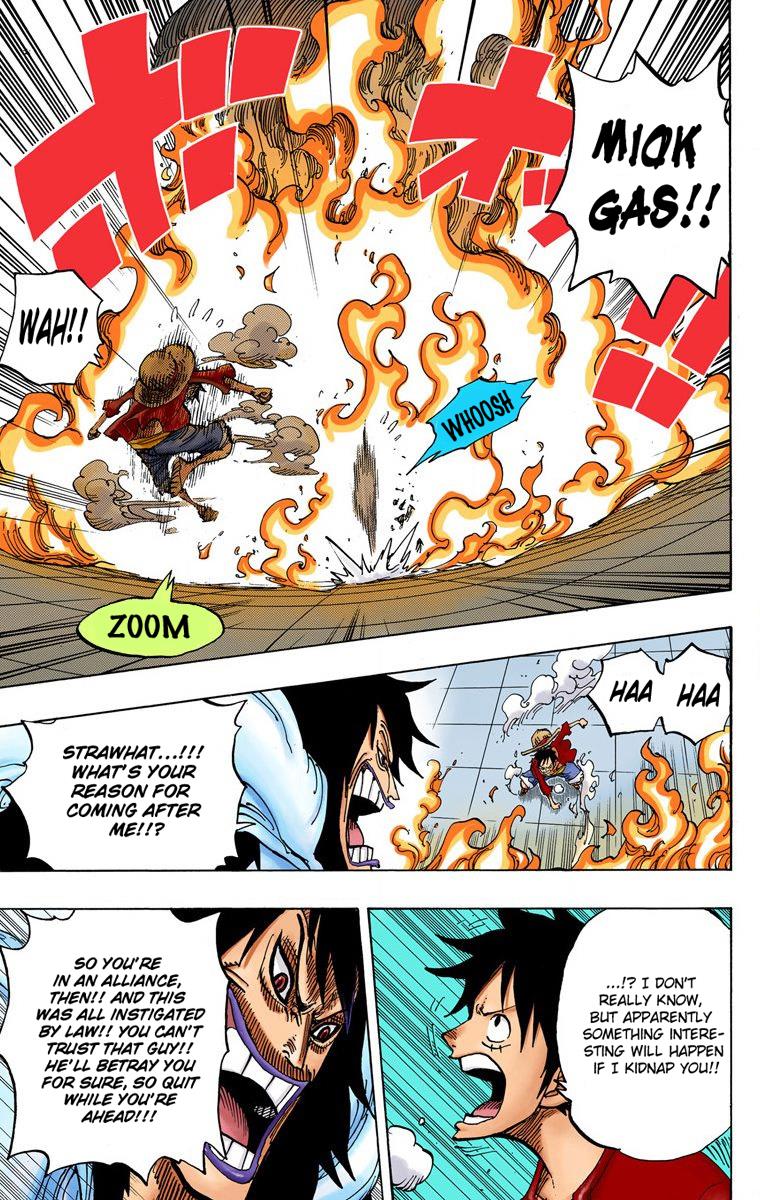 MIOK
GAS!!
ボオッ!!
WHOOSH
WAH!!
ZOOM
HAA HAA
STRAWHAT...!!!
WHAT'S YOUR
REASON FOR
COMING AFTER
ME!!?
...!? I DON'T
REALLY KNOW,
BUT APPARENTLY
SOMETHING INTERE-
STING WILL HAPPEN
IF I KIDNAP YOU!!
SO YOU'RE
IN AN ALLIANCE,
THEN!! AND THIS
WAS ALL INSTIGATED
BY LAW!! YOU CAN'T
TRUST THAT GUY!!
HE'LL BETRAY YOU
FOR SURE, SO QUIT
WHILE YOU'RE
AHEAD!!!